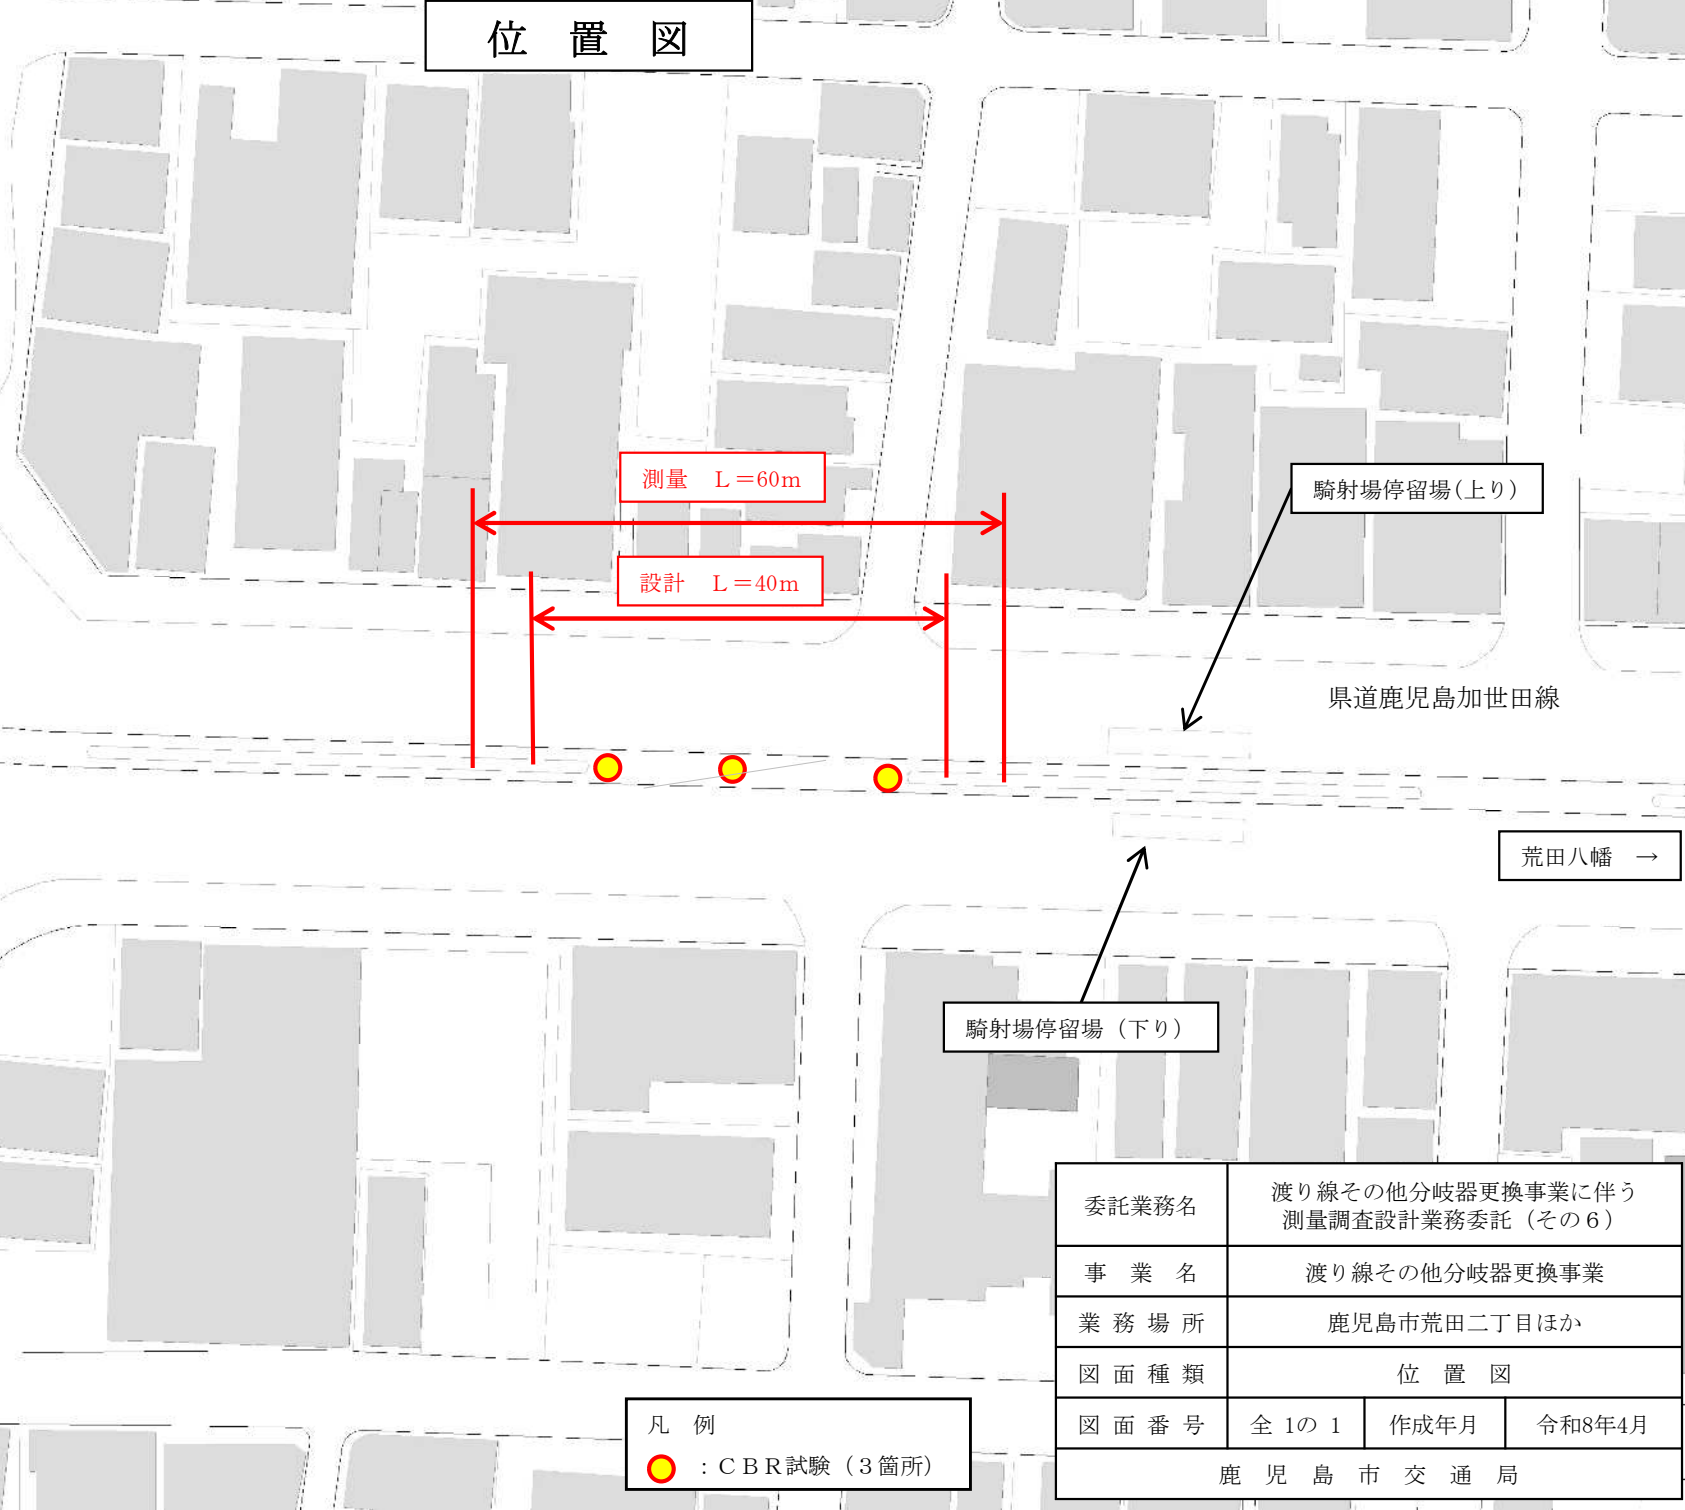 位　置　図
測量　Ｌ＝60m
設計　Ｌ＝40m
騎射場停留場(上り)
県道鹿児島加世田線
荒田八幡　→
騎射場停留場（下り）
委託業務名　渡り線その他分岐器更換事業に伴う
測量調査設計業務委託（その６）
事　業　名　渡り線その他分岐器更換事業
業 務 場 所　鹿児島市荒田二丁目ほか
図 面 種 類　位　置　図
図 面 番 号　全 1の 1　作成年月　令和8年4月
鹿　児　島　市　交　通　局
凡　例
：ＣＢＲ試験（３箇所）